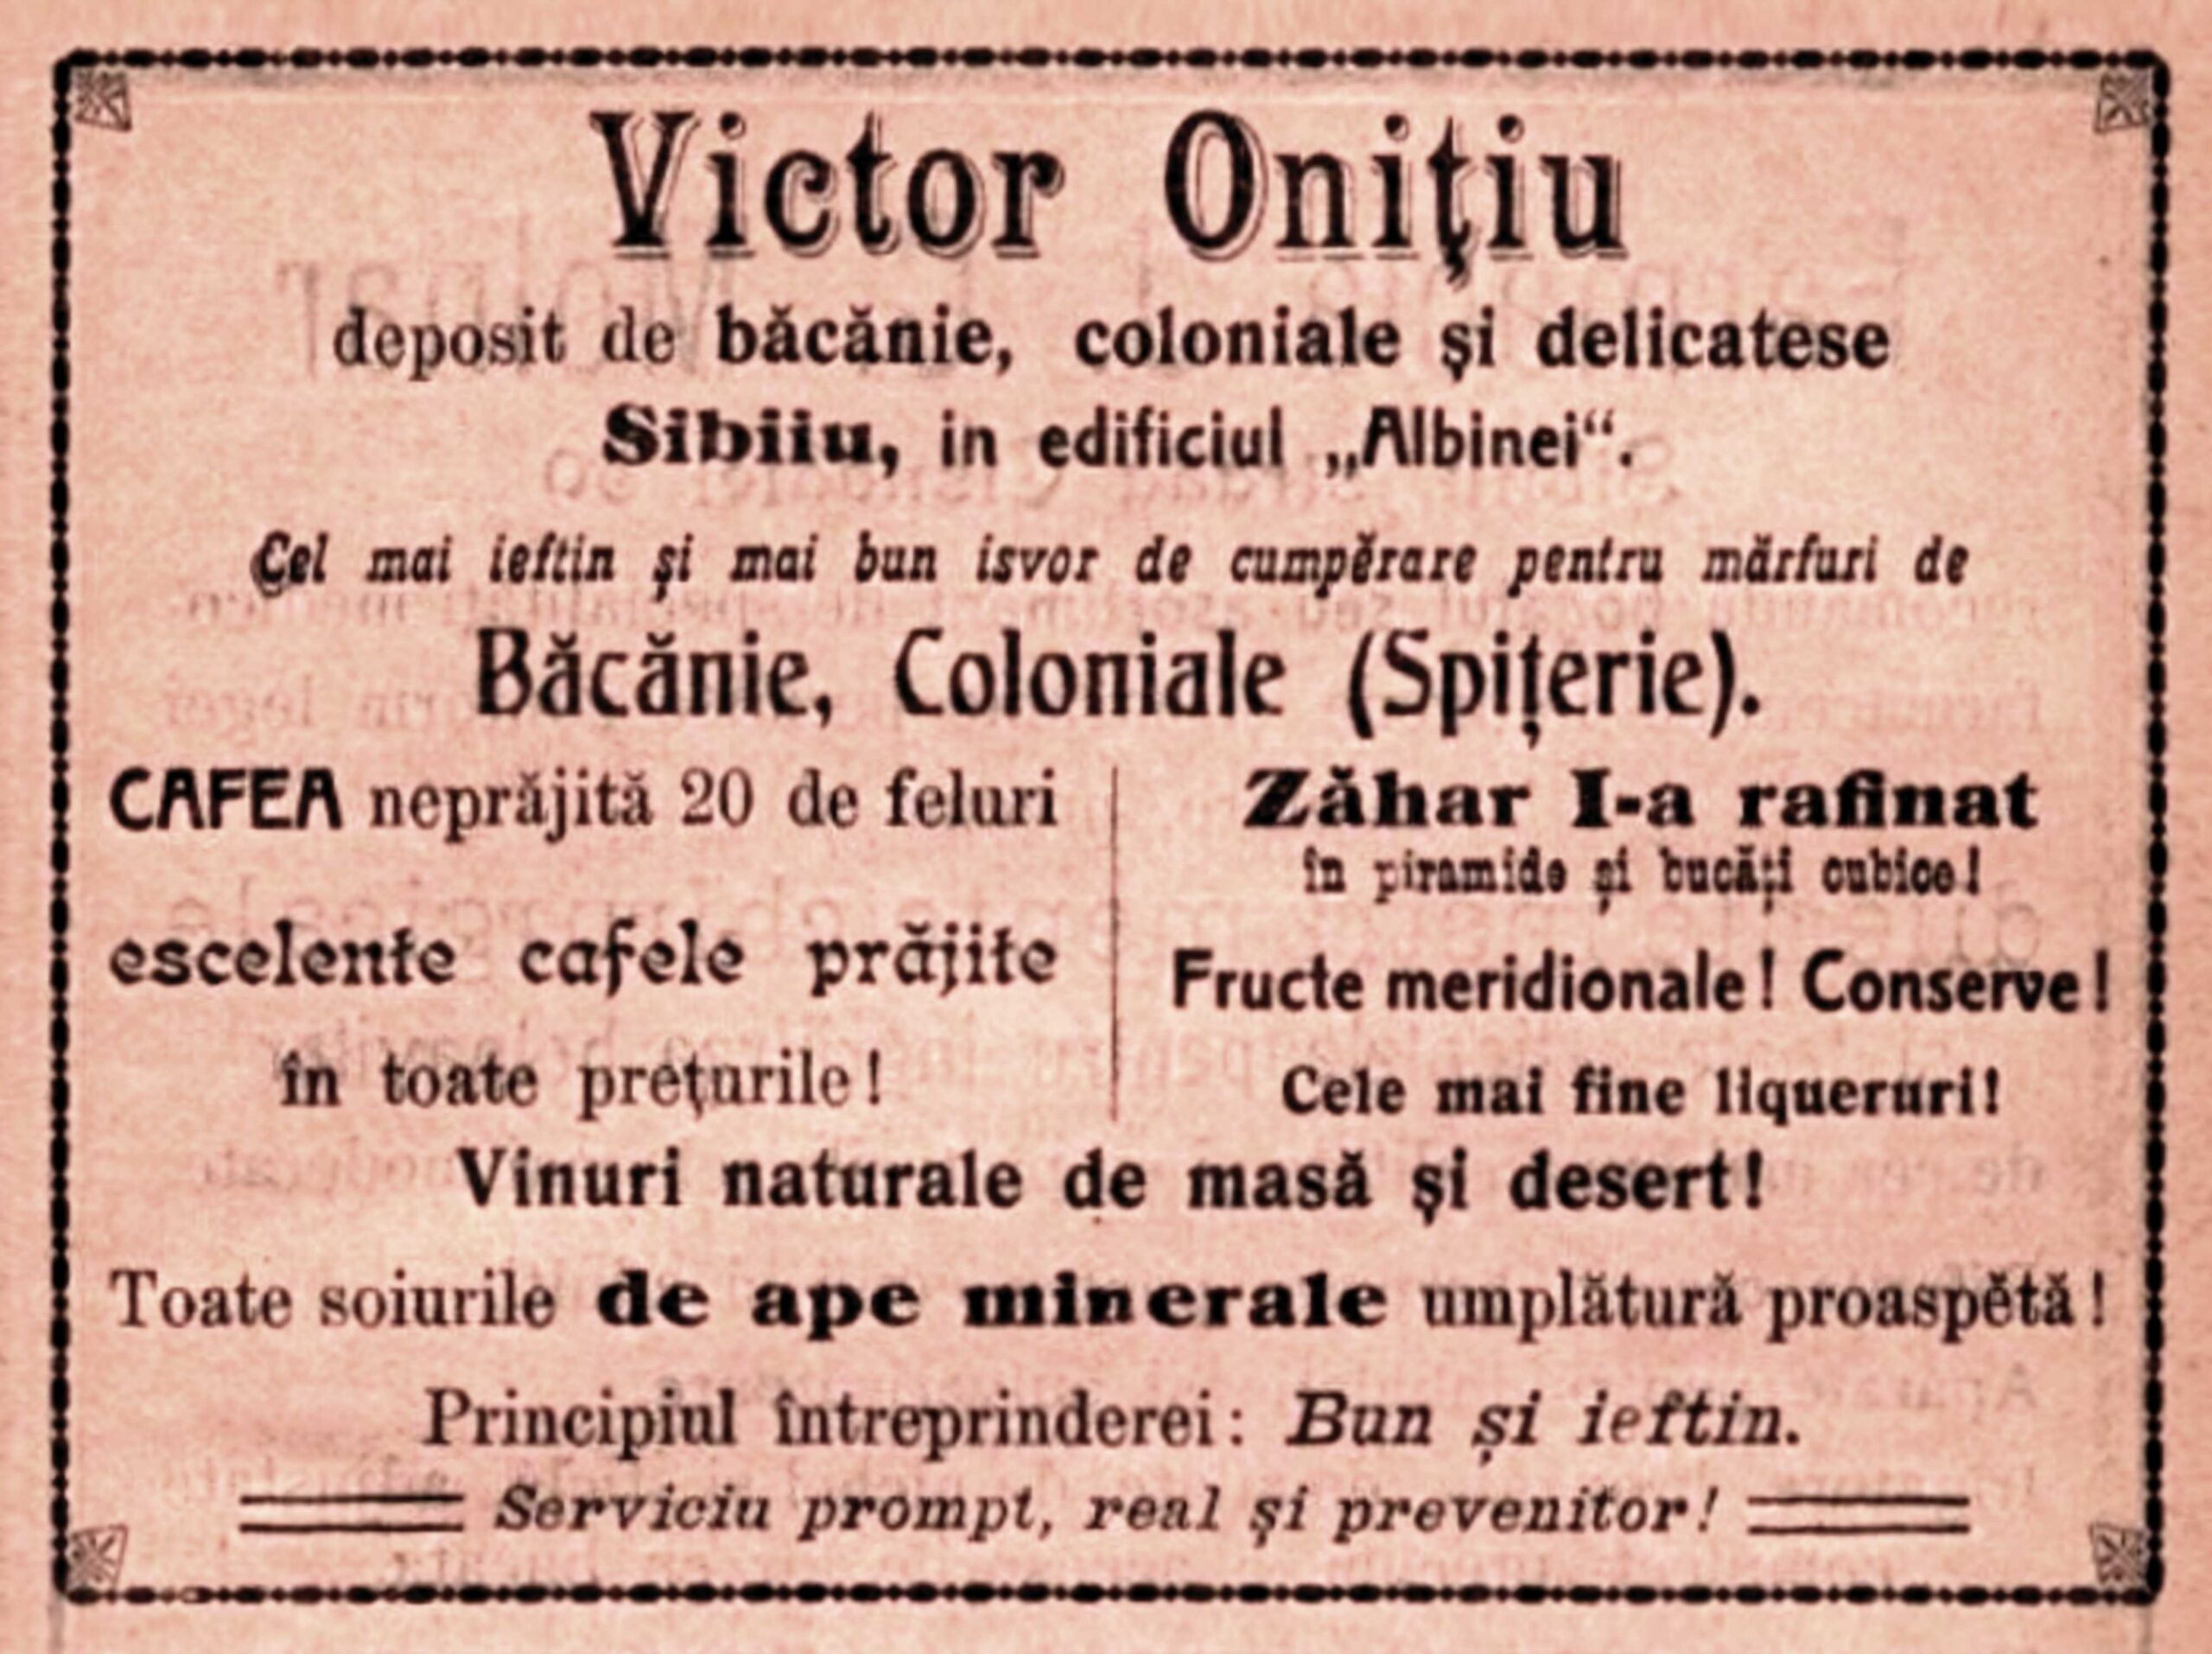 Victor Onițiu
deposit de băcănie, coloniale și delicatese
Sibiiu, in edificiul „Albinei“.
Cel mai ieftin și mai bun isvor de cumpĕrare pentru mărfuri de
Băcănie, Coloniale (Spițerie).
CAFEA neprăjită 20 de feluri
escelente cafele prăjite
în toate prețurile!
Zăhar I-a rafinat
în piramide și bucăți cubice!
Fructe meridionale! Conserve!
Cele mai fine liqueruri!
Vinuri naturale de masă și desert!
Toate soiurile de ape minerale umplătură proaspĕtă!
Principiul întreprinderei: Bun și ieftin.
Serviciu prompt, real și prevenitor!